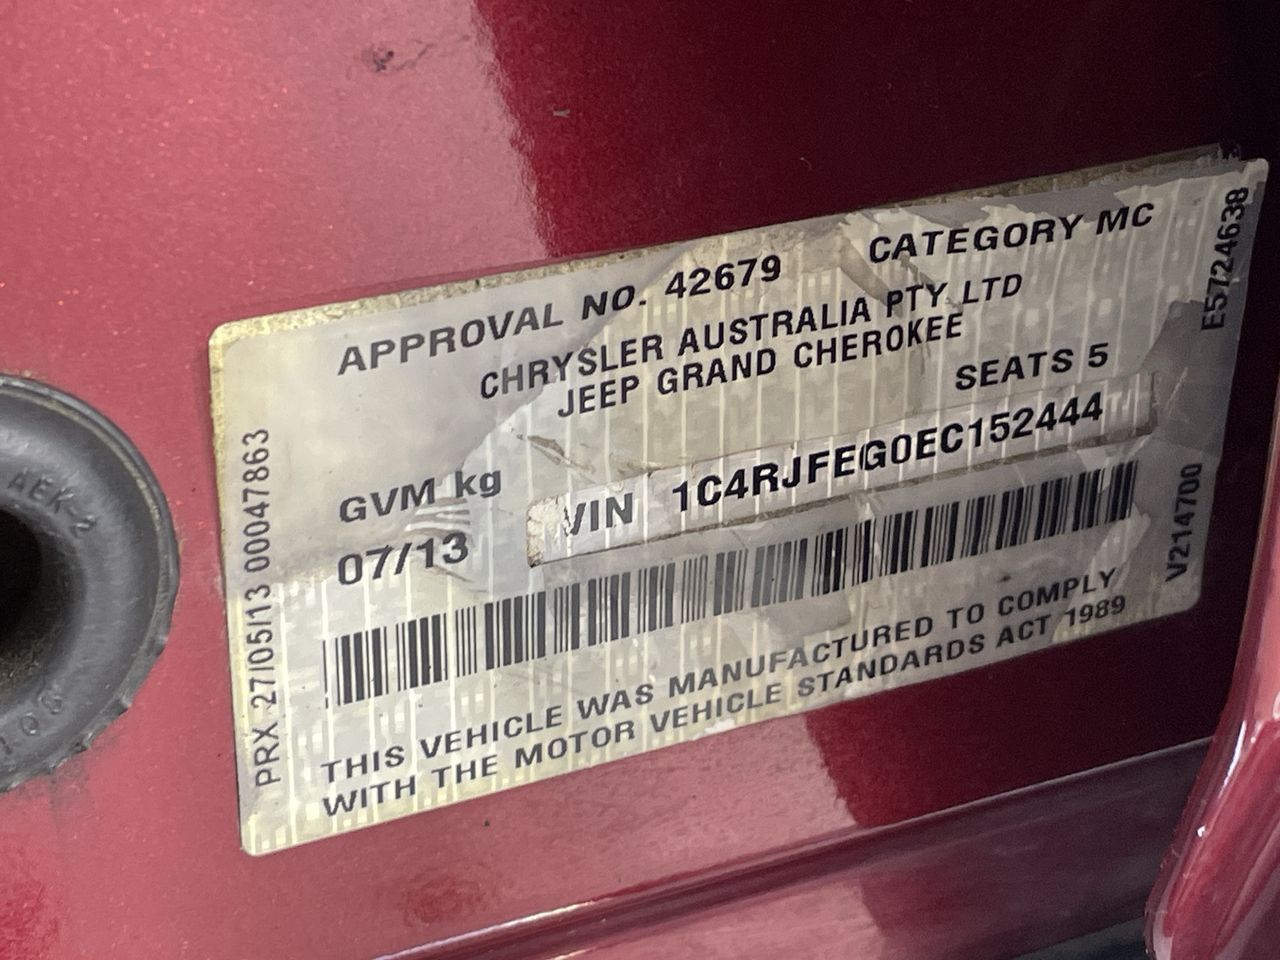 APPROVAL NO. 42679
CATEGORY MC
CHRYSLER AUSTRALIA PTY LTD
JEEP GRAND CHEROKEE
SEATS 5
GVM kg
VIN 1C4RJFEG0EC152444
07/13
THIS VEHICLE WAS MANUFACTURED TO COMPLY
WITH THE MOTOR VEHICLE STANDARDS ACT 1989
PRX 27/05/13 00047863
E5724638
V214700
AEK-2